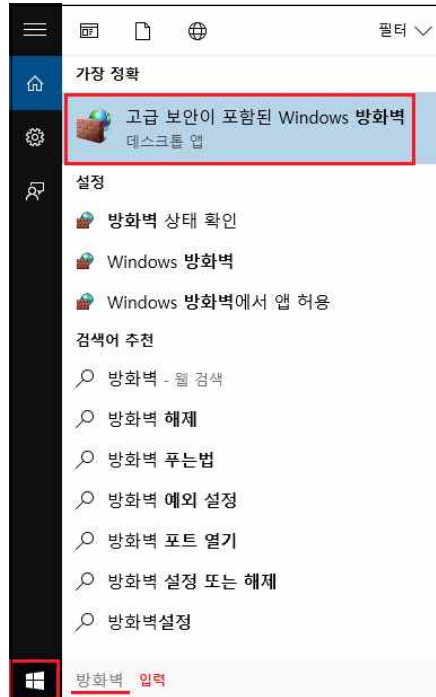 필터
가장 정확
고급 보안이 포함된 Windows 방화벽
데스크톱 앱
설정
방화벽 상태 확인
Windows 방화벽
Windows 방화벽에서 앱 허용
검색어 추천
방화벽 - 웹 검색
방화벽 해제
방화벽 푸는법
방화벽 예외 설정
방화벽 포트 열기
방화벽 설정 또는 해제
방화벽설정
방화벽 입력